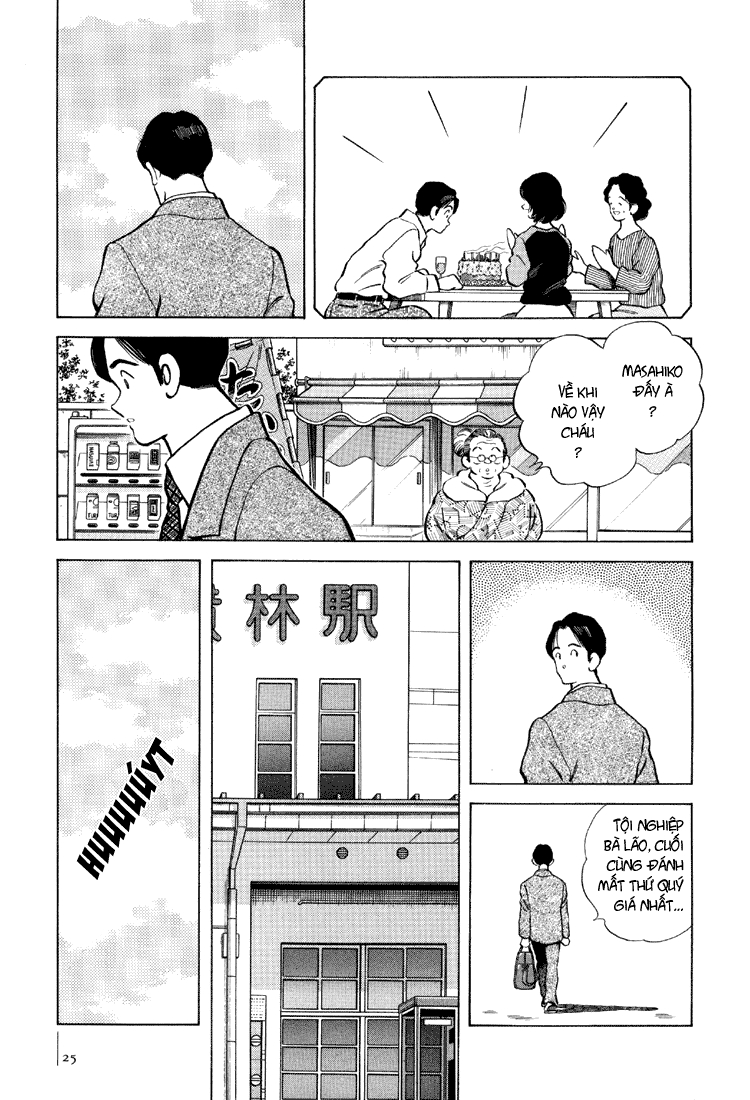 MASAHIKO
ĐẤY À
?
VỀ KHI
NÀO VẬY
CHÁU
?
林駅
TỘI NGHIỆP
BÀ LÃO, CUỐI
CÙNG ĐÁNH
MẤT THỨ QUÝ
GIÁ NHẤT...
HUUUUUÚYT
25